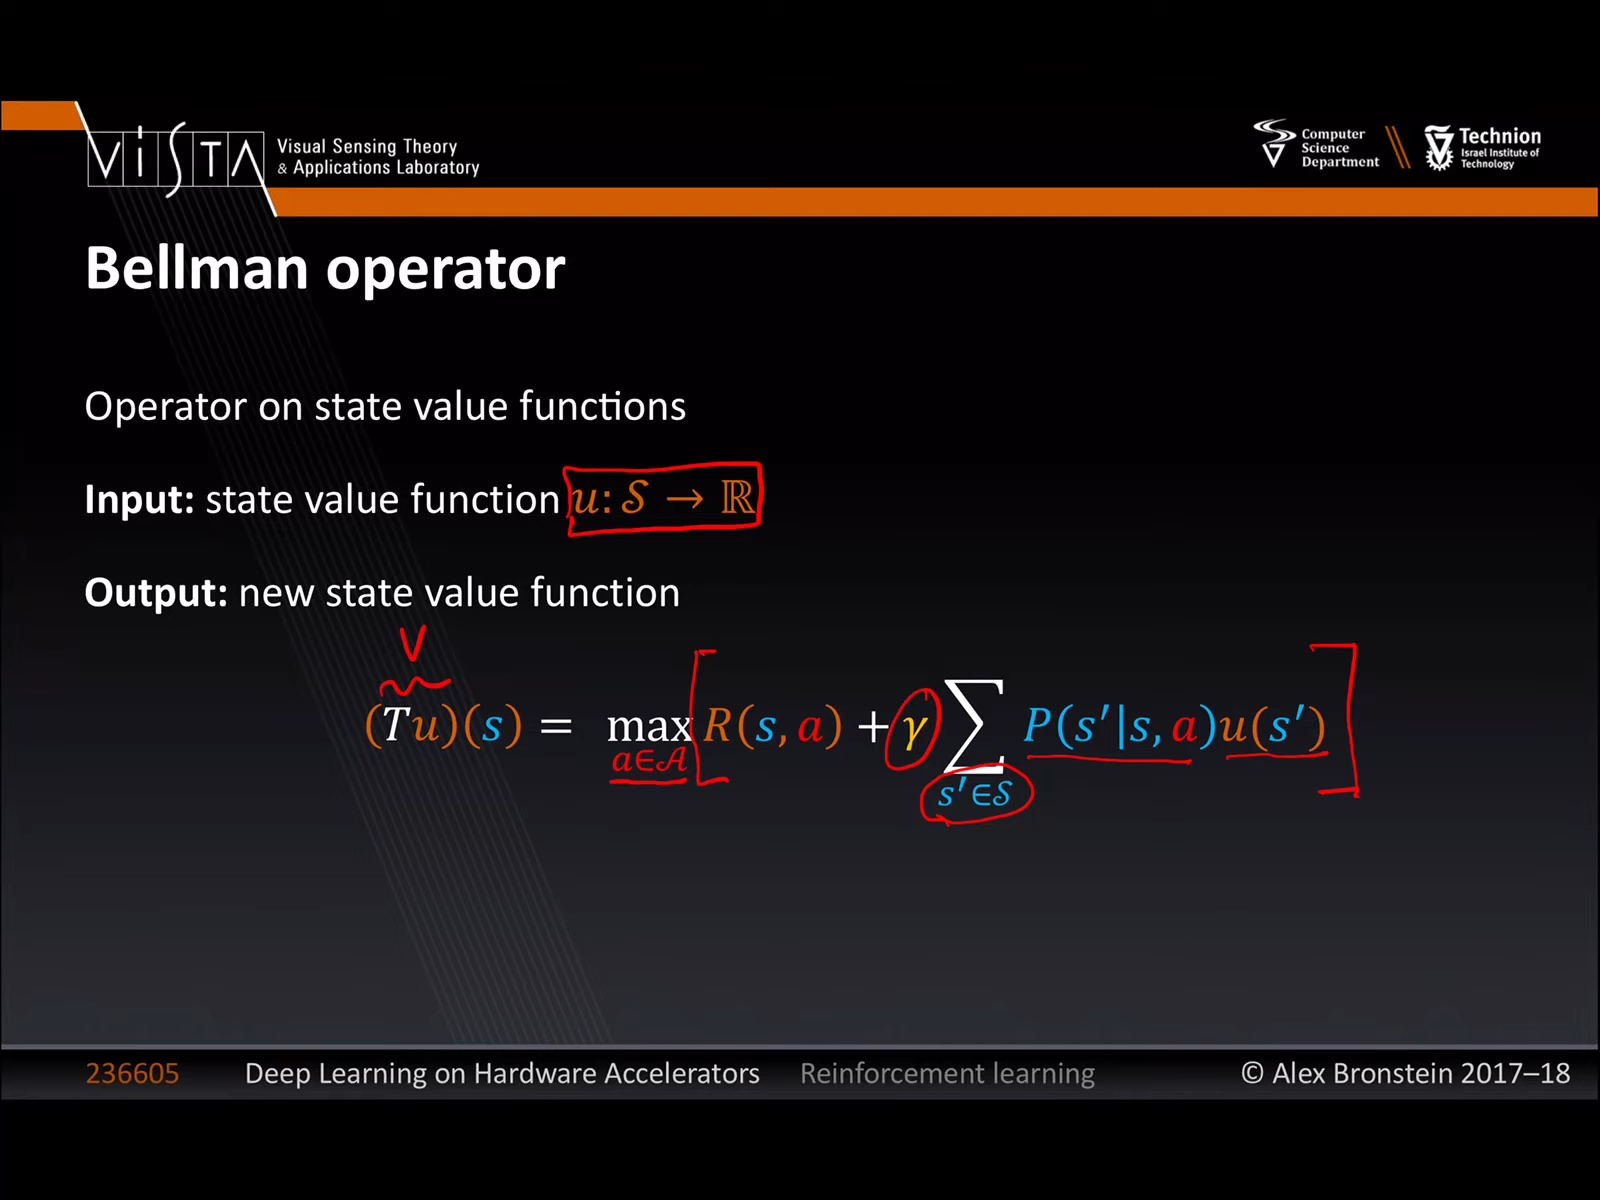 VISTA
Visual Sensing Theory
& Applications Laboratory
Computer
Science
Department
Technion
Israel Institute of
Technology
Bellman operator
Operator on state value functions
Input: state value function u: 𝒮 → ℝ
Output: new state value function
V
(Tu)(s) = max R(s, a) + γ ∑ P(s′|s, a)u(s′)
a∈𝒜 s′∈𝒮
236605 Deep Learning on Hardware Accelerators Reinforcement learning © Alex Bronstein 2017–18